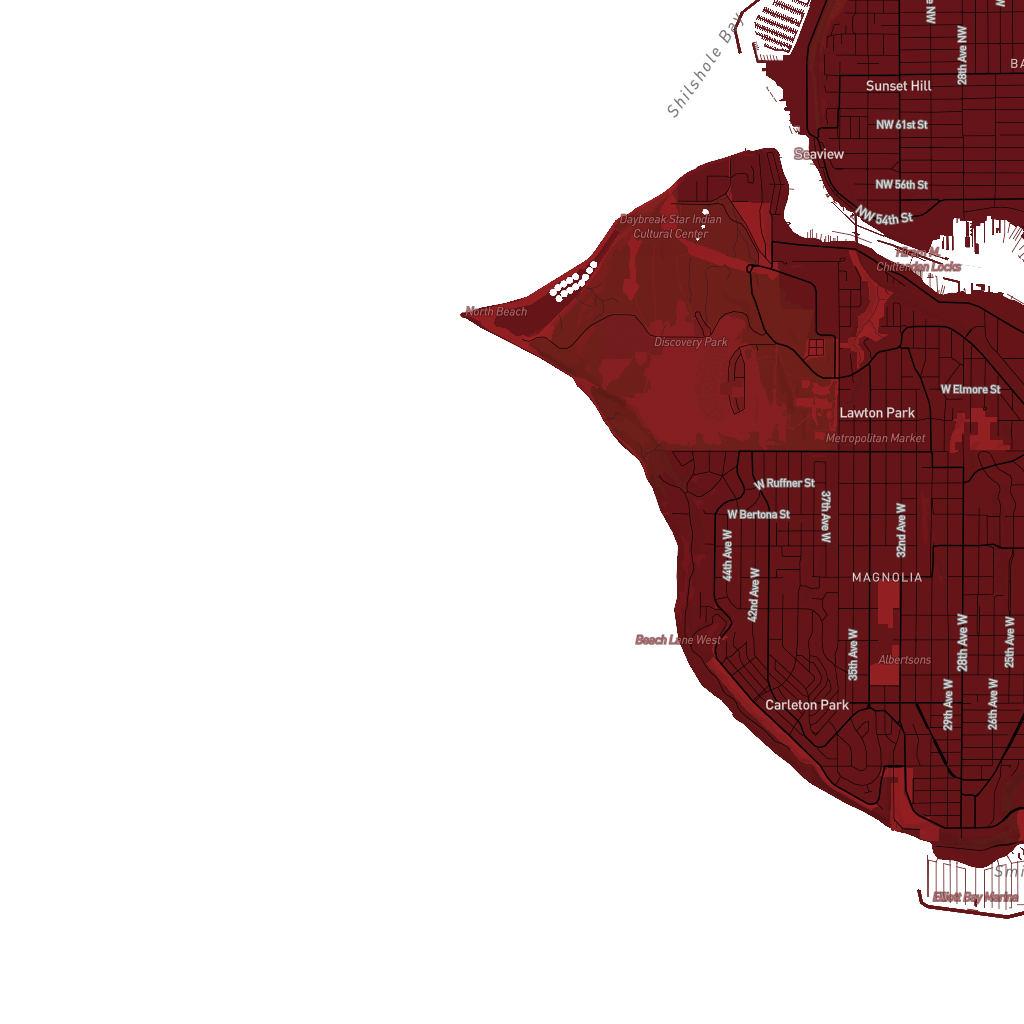 Shilshole Bay
28th Ave NW
BA
Sunset Hill
NW 61st St
Seaview
NW 56th St
NW 54th St
Daybreak Star Indian
Cultural Center
Hiram M.
Chittenden Locks
North Beach
Discovery Park
W Elmore St
Lawton Park
Metropolitan Market
W Ruffner St
37th Ave W
W Bertona St
32nd Ave W
44th Ave W
42nd Ave W
MAGNOLIA
28th Ave W
25th Ave W
35th Ave W
Beach Lane West
Albertsons
29th Ave W
26th Ave W
Carleton Park
Smi
Elliott Bay Marina